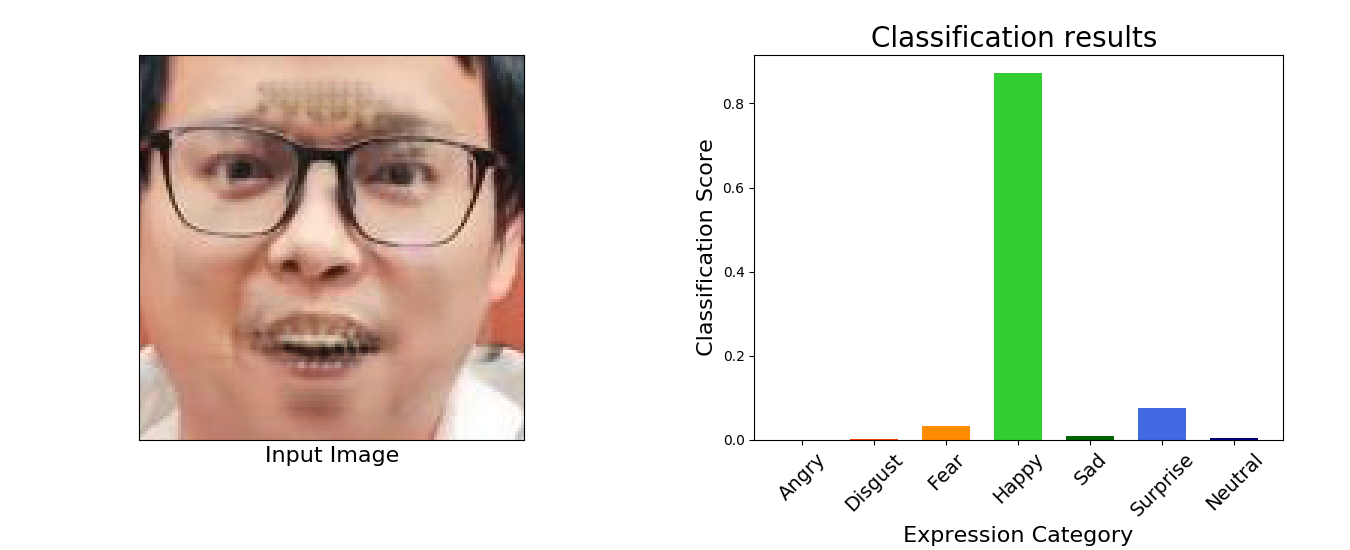 Classification results
Classification Score
0.8
0.6
0.4
0.2
0.0
Angry
Disgust
Fear
Happy
Sad
Surprise
Neutral
Input Image
Expression Category